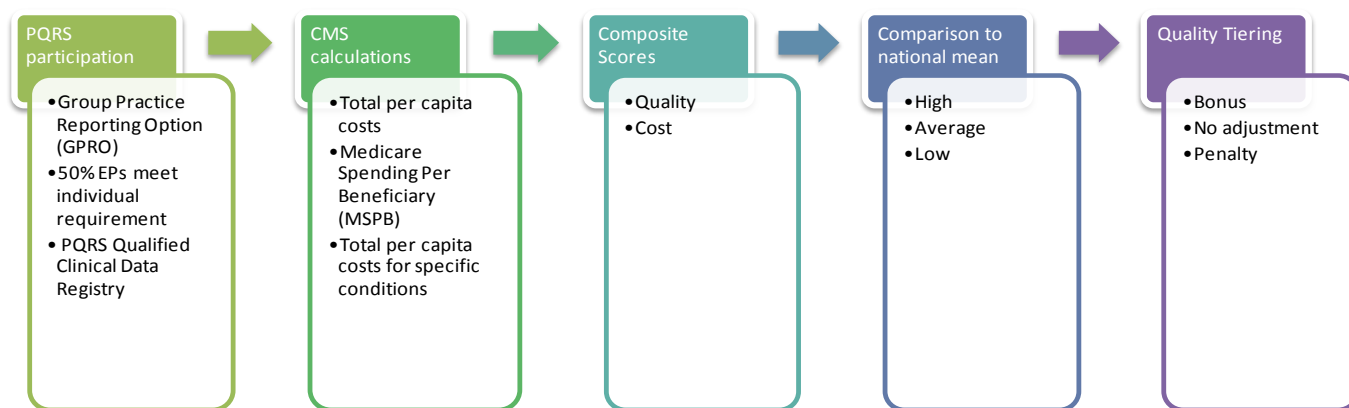 PQRS
participation
•Group Practice
Reporting Option
(GPRO)
•50% EPs meet
individual
requirement
• PQRS Qualified
Clinical Data
Registry
CMS
calculations
•Total per capita
costs
•Medicare
Spending Per
Beneficiary
(MSPB)
•Total per capita
costs for specific
conditions
Composite
Scores
•Quality
•Cost
Comparison to
national mean
•High
•Average
•Low
Quality Tiering
•Bonus
•No adjustment
•Penalty